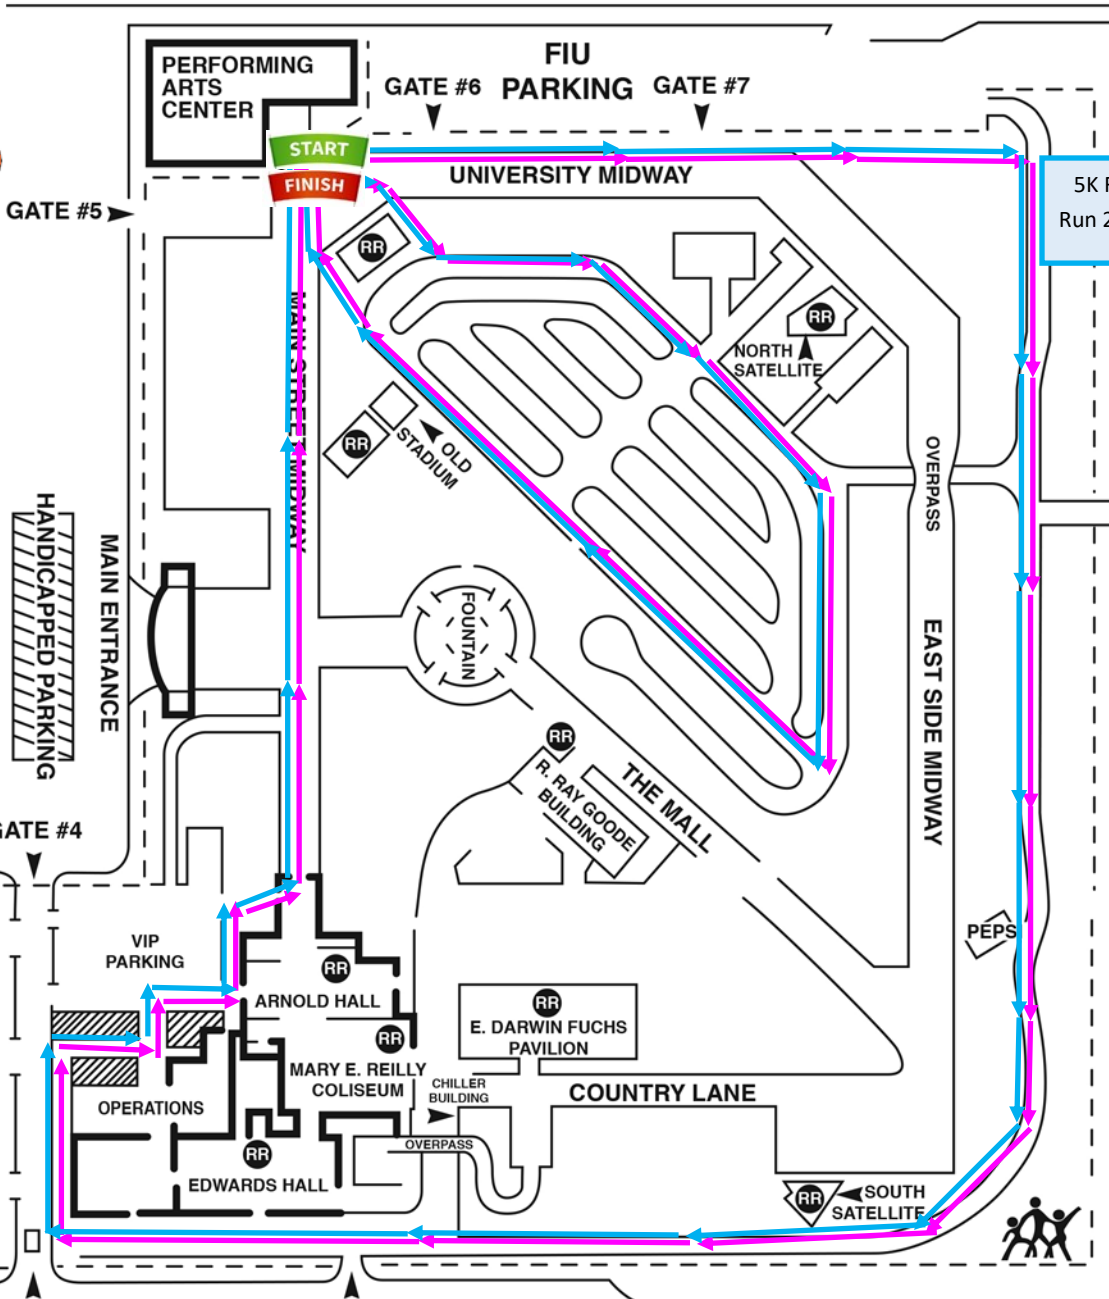 FIU
PARKING
PERFORMING
ARTS
CENTER
GATE #6
GATE #7
START
FINISH
UNIVERSITY MIDWAY
5K
Run 2
GATE #5
RR
RR
NORTH
SATELLITE
MAIN STREET MIDWAY
RR
OLD
STADIUM
OVERPASS
HANDICAPPED PARKING
MAIN ENTRANCE
FOUNTAIN
EAST SIDE MIDWAY
RR
R. RAY GOODE
BUILDING
THE MALL
GATE #4
PEPS
VIP
PARKING
RR
ARNOLD HALL
RR
E. DARWIN FUCHS
PAVILION
RR
MARY E. REILLY
COLISEUM
CHILLER
BUILDING
COUNTRY LANE
OPERATIONS
OVERPASS
RR
EDWARDS HALL
RR
SOUTH
SATELLITE